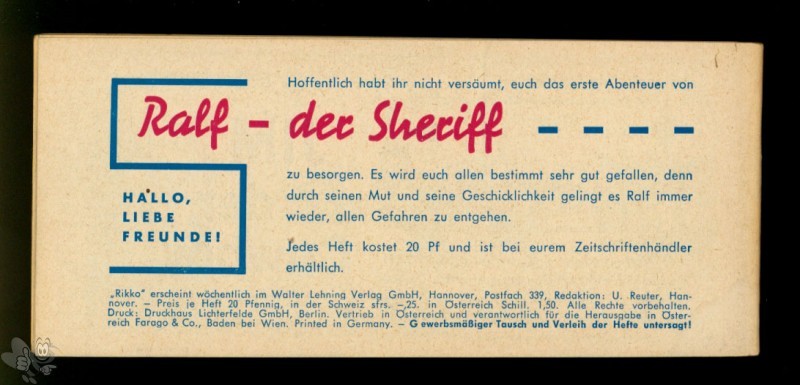 Hoffentlich habt ihr nicht versäumt, euch das erste Abenteuer von
Ralf - der Sheriff - - - -
HALLO,
LIEBE
FREUNDE!
zu besorgen. Es wird euch allen bestimmt sehr gut gefallen, denn
durch seinen Mut und seine Geschicklichkeit gelingt es Ralf immer
wieder, allen Gefahren zu entgehen.
Jedes Heft kostet 20 Pf und ist bei eurem Zeitschriftenhändler
erhältlich.
„Rikko" erscheint wöchentlich im Walter Lehning Verlag GmbH, Hannover, Postfach 339, Redaktion: U. Reuter, Han-
nover. – Preis je Heft 20 Pfennig, in der Schweiz sfrs. –,25. in Österreich Schill. 1,50. Alle Rechte vorbehalten.
Druck: Druckhaus Lichterfelde GmbH, Berlin. Vertrieb in Österreich und verantwortlich für die Herausgabe in Öster-
reich Farago & Co., Baden bei Wien. Printed in Germany. – Gewerbsmäßiger Tausch und Verleih der Hefte untersagt!